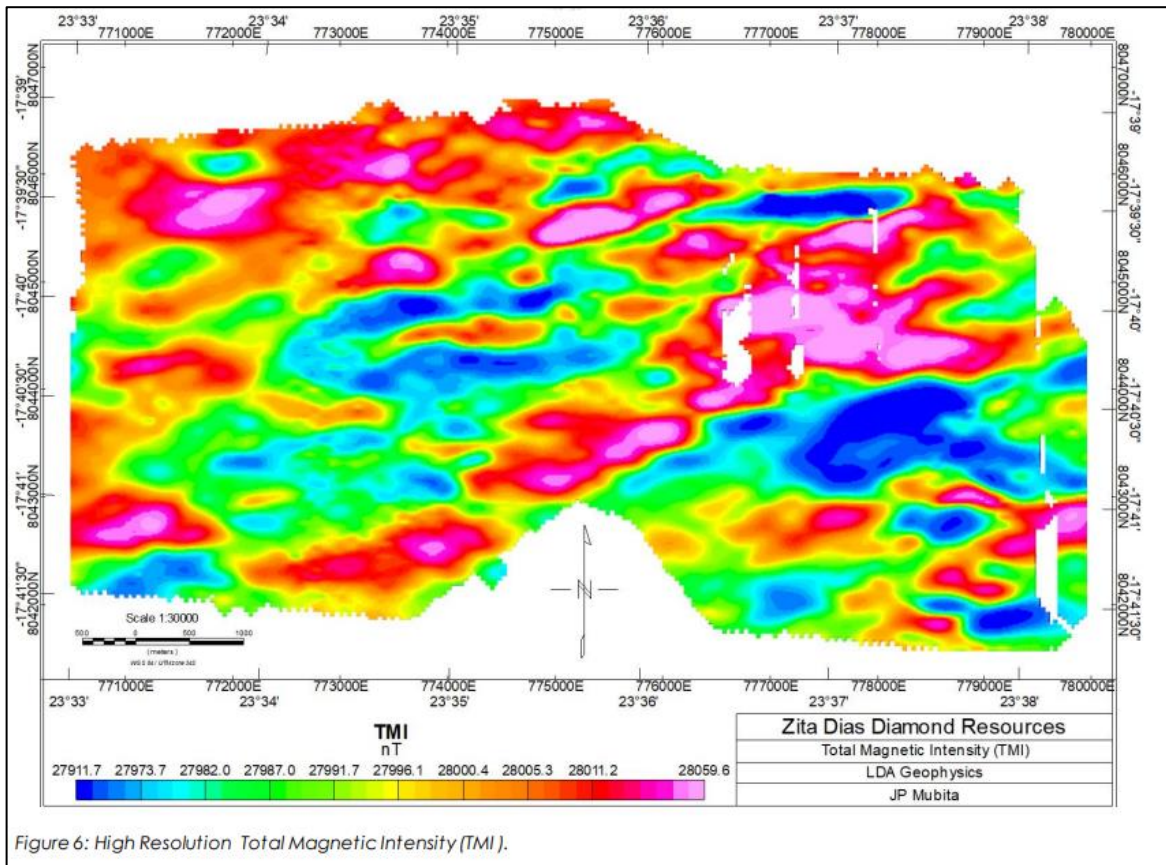 23°33' 23°34' 23°35' 23°36' 23°37' 23°38'
771000E 772000E 773000E 774000E 775000E 776000E 777000E 778000E 779000E 780000E
-17°39' -17°39'30" -17°40' -17°40'30" -17°41' -17°41'30"
8047000N 8046000N 8045000N 8044000N 8043000N 8042000N
8047000N 8046000N 8045000N 8044000N 8043000N 8042000N
-17°39' -17°39'30" -17°40' -17°40'30" -17°41' -17°41'30"
N
Scale 1:30000
500 0 500 1000
(meters)
771000E 772000E 773000E 774000E 775000E 776000E 777000E 778000E 779000E 780000E
23°33' 23°34' 23°35' 23°36' 23°37' 23°38'
TMI
nT
27911.7 27973.7 27982.0 27987.0 27991.7 27996.1 28000.4 28005.3 28011.2 28059.6
Zita Dias Diamond Resources
Total Magnetic Intensity (TMI)
LDA Geophysics
JP Mubita
Figure 6: High Resolution Total Magnetic Intensity (TMI ).